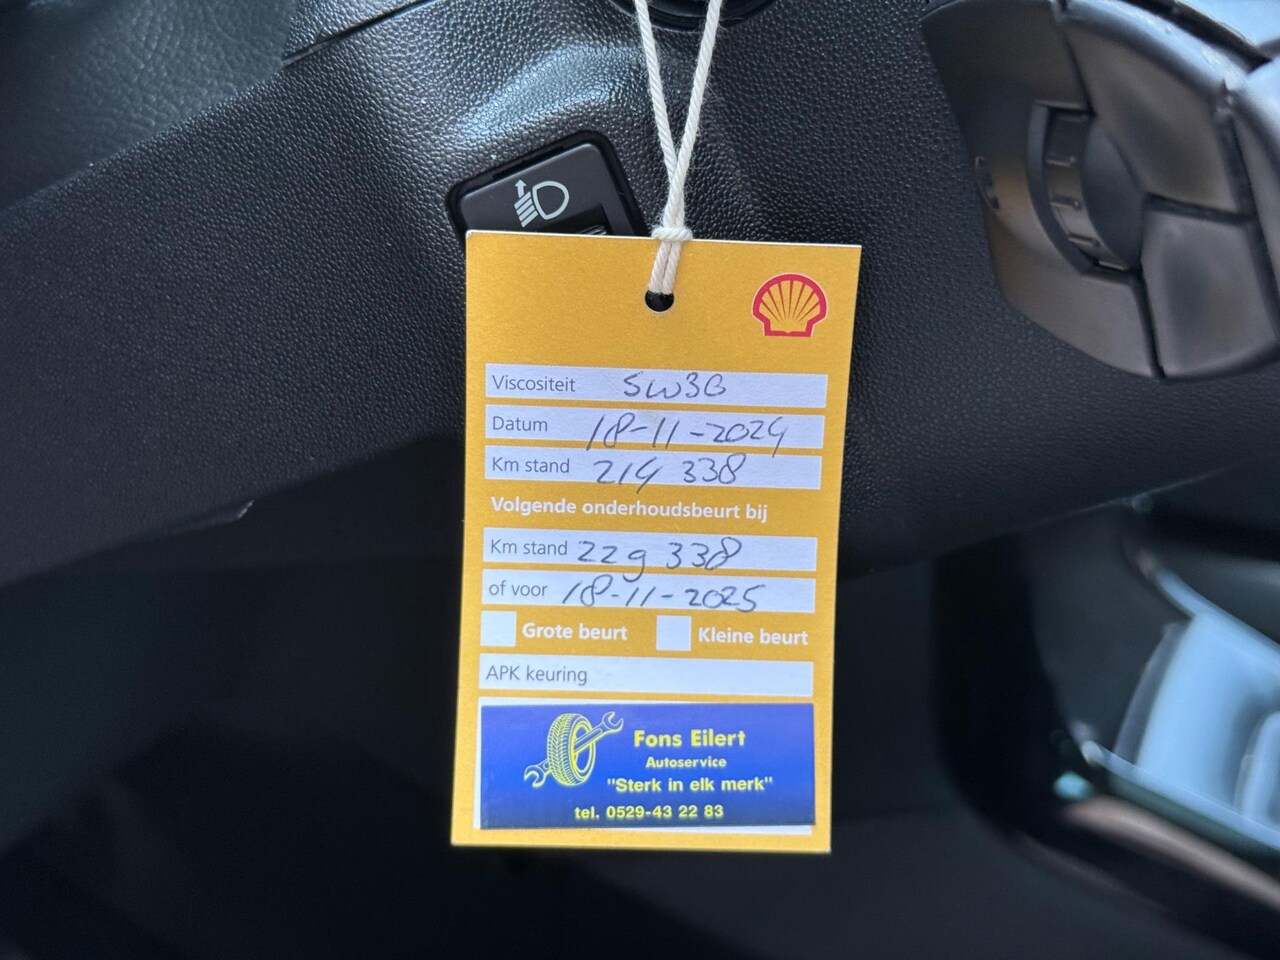 Viscositeit 5W30
Datum 18-11-2024
Km stand 214 338
Volgende onderhoudsbeurt bij
Km stand 229 338
of voor 18-11-2025
Grote beurt Kleine beurt
APK keuring
Fons Eilert
Autoservice
"Sterk in elk merk"
tel. 0529-43 22 83